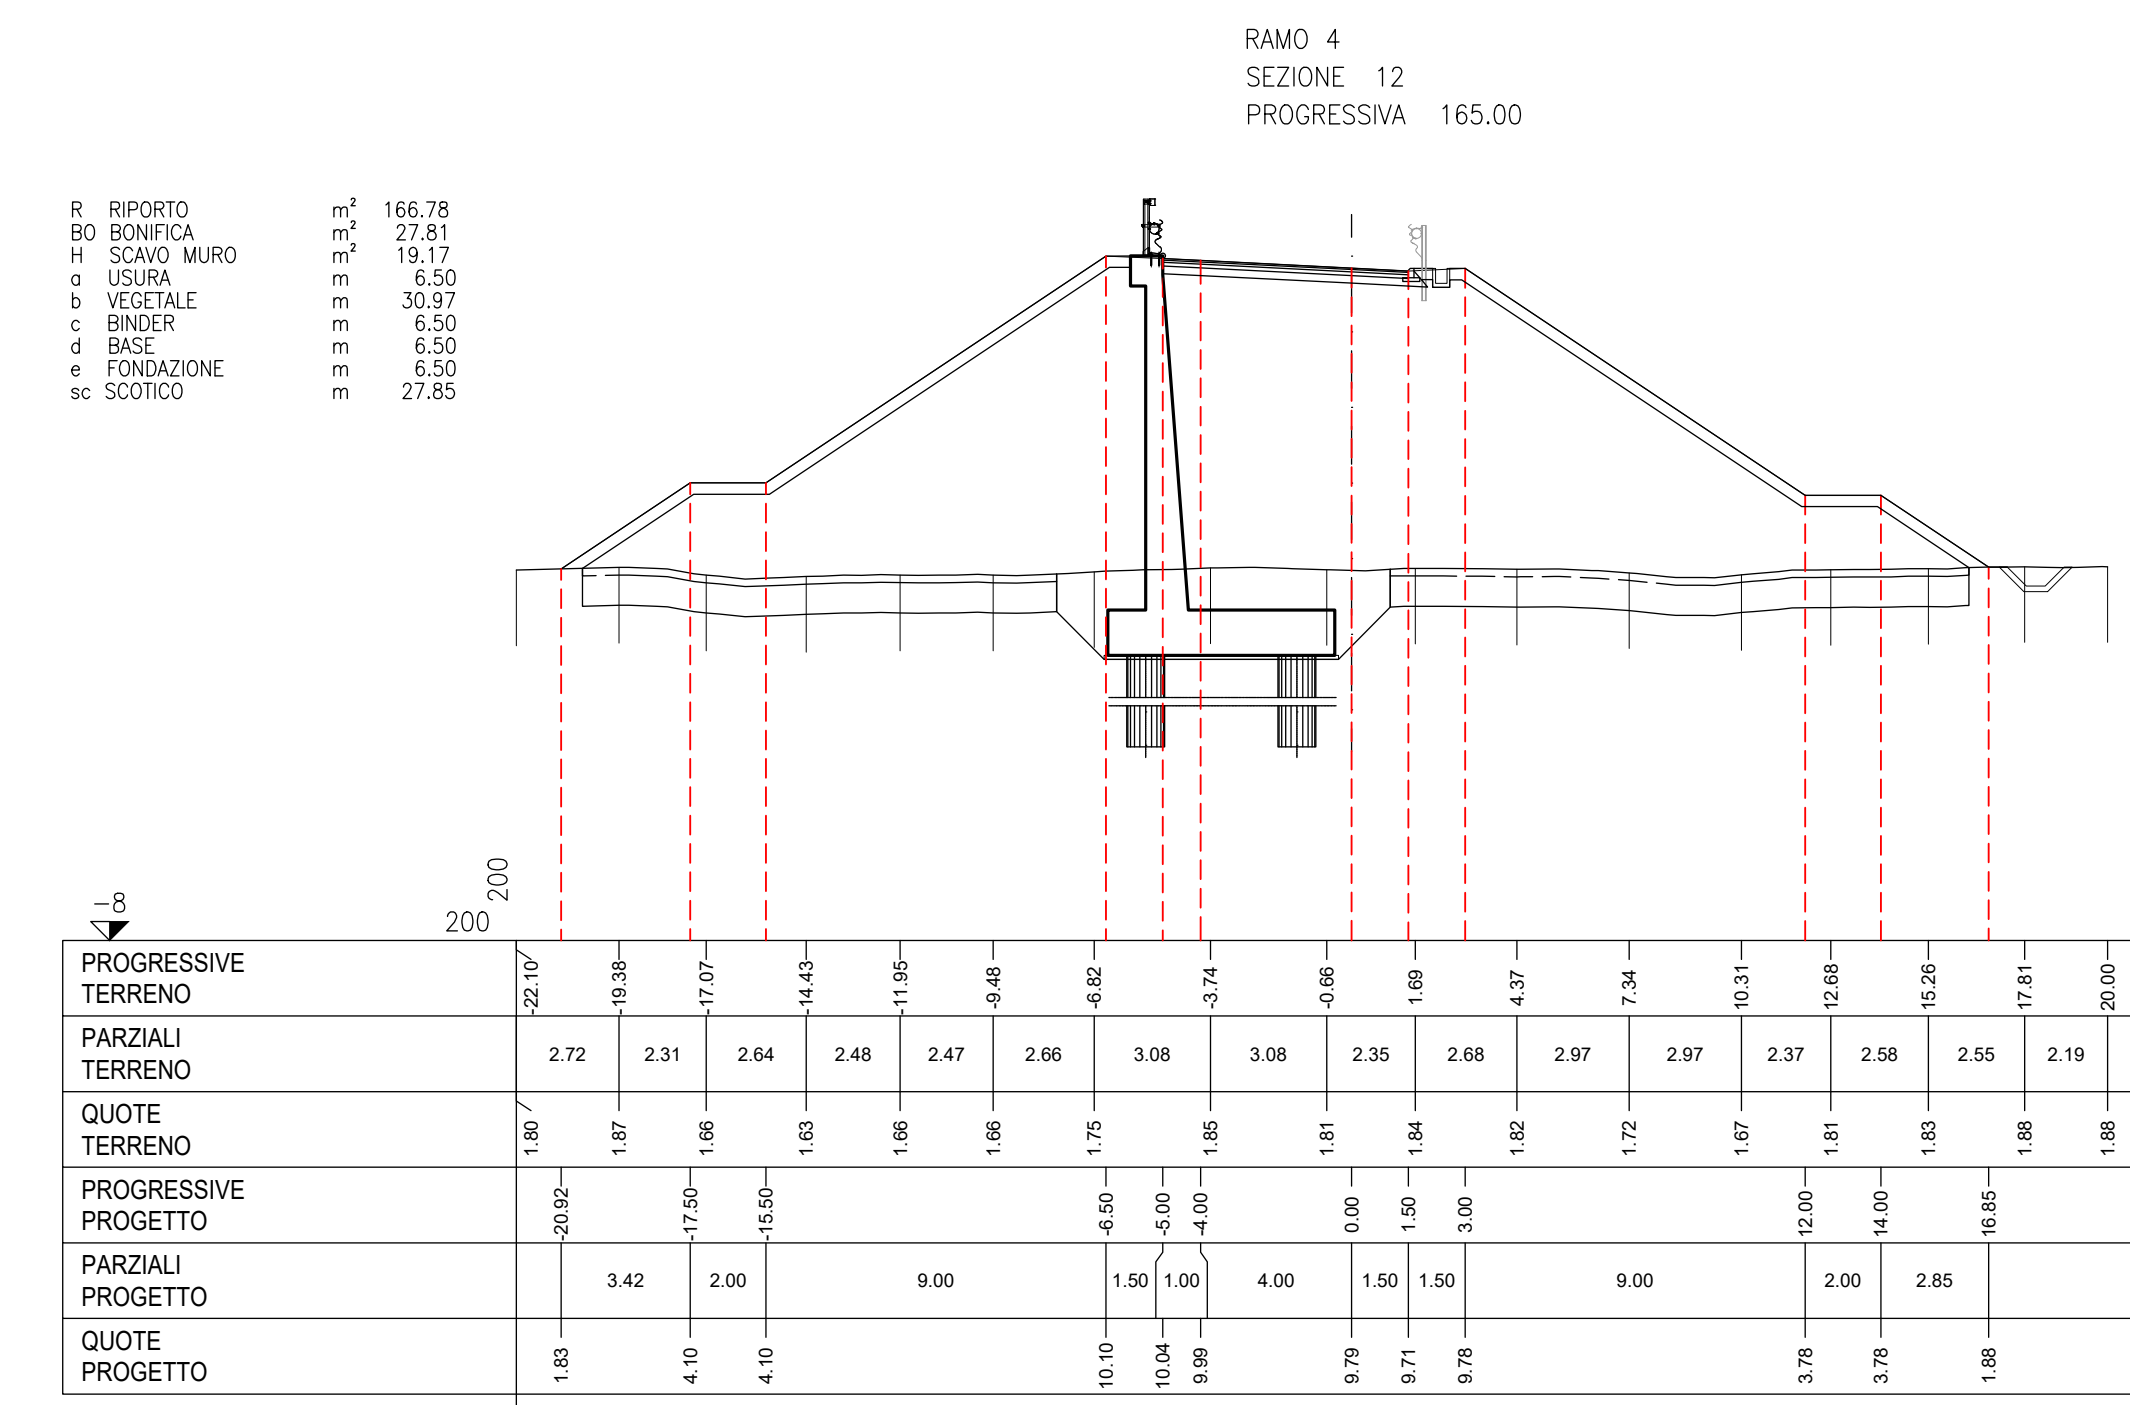 RAMO 4
SEZIONE 12
PROGRESSIVA 165.00
R RIPORTO m² 166.78
BO BONIFICA m² 27.81
H SCAVO MURO m² 19.17
a USURA m 6.50
b VEGETALE m 30.97
c BINDER m 6.50
d BASE m 6.50
e FONDAZIONE m 6.50
sc SCOTICO m 27.85
-8
200
200
PROGRESSIVE
TERRENO
-22.10 -19.38 -17.07 -14.43 -11.95 -9.48 -6.82 -3.74 -0.66 1.69 4.37 7.34 10.31 12.68 15.26 17.81 20.00
PARZIALI
TERRENO
2.72 2.31 2.64 2.48 2.47 2.66 3.08 3.08 2.35 2.68 2.97 2.97 2.37 2.58 2.55 2.19
QUOTE
TERRENO
1.80 1.87 1.66 1.63 1.66 1.66 1.75 1.85 1.81 1.84 1.82 1.72 1.67 1.81 1.83 1.88 1.88
PROGRESSIVE
PROGETTO
-20.92 -17.50 -15.50 -6.50 -5.00 -4.00 0.00 1.50 3.00 12.00 14.00 16.85
PARZIALI
PROGETTO
3.42 2.00 9.00 1.50 1.00 4.00 1.50 1.50 9.00 2.00 2.85
QUOTE
PROGETTO
1.83 4.10 4.10 10.10 10.04 9.99 9.79 9.71 9.78 3.78 3.78 1.88